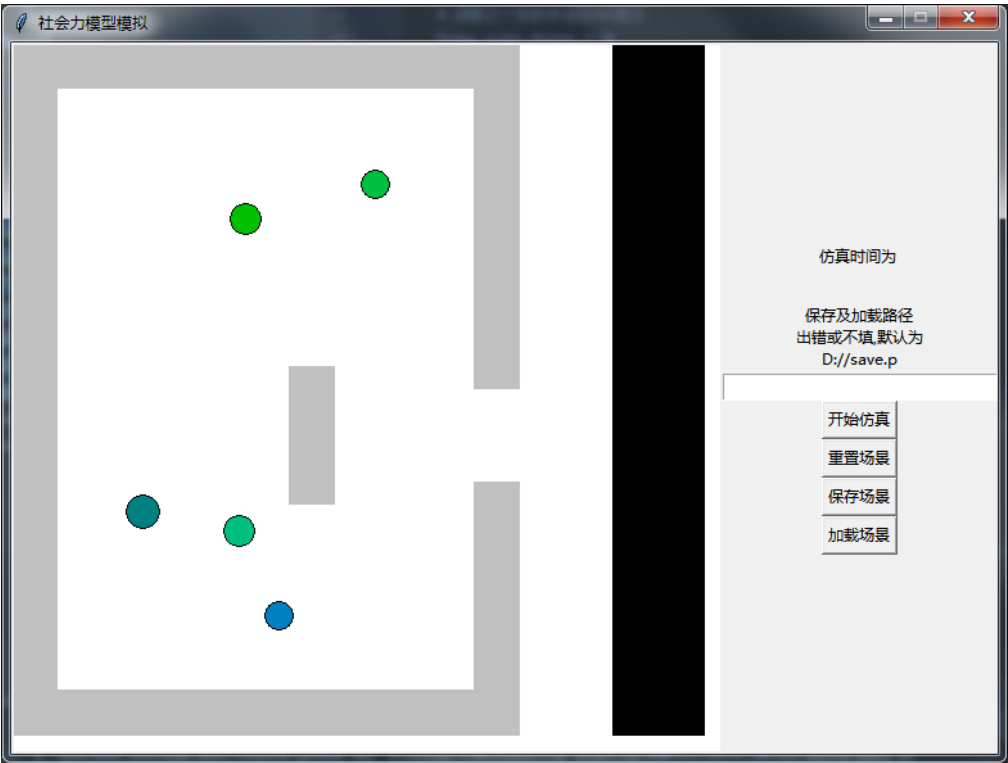 社会力模型模拟
仿真时间为
保存及加载路径
出错或不填,默认为
D://save.p
开始仿真
重置场景
保存场景
加载场景